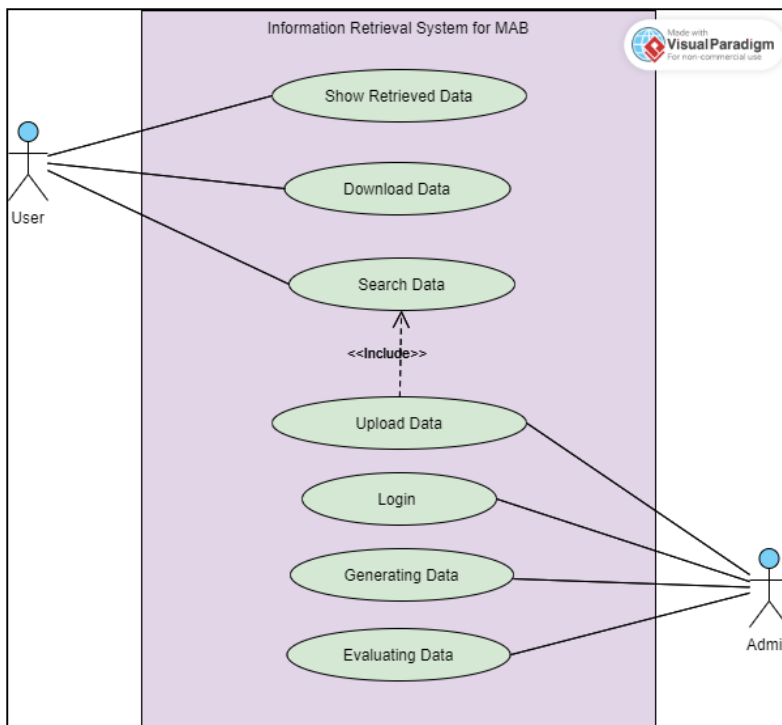 Information Retrieval System for MAB
Made with
Visual Paradigm
For non-commercial use
Show Retrieved Data
User
Download Data
Search Data
<<Include>>
Upload Data
Login
Generating Data
Admi
Evaluating Data